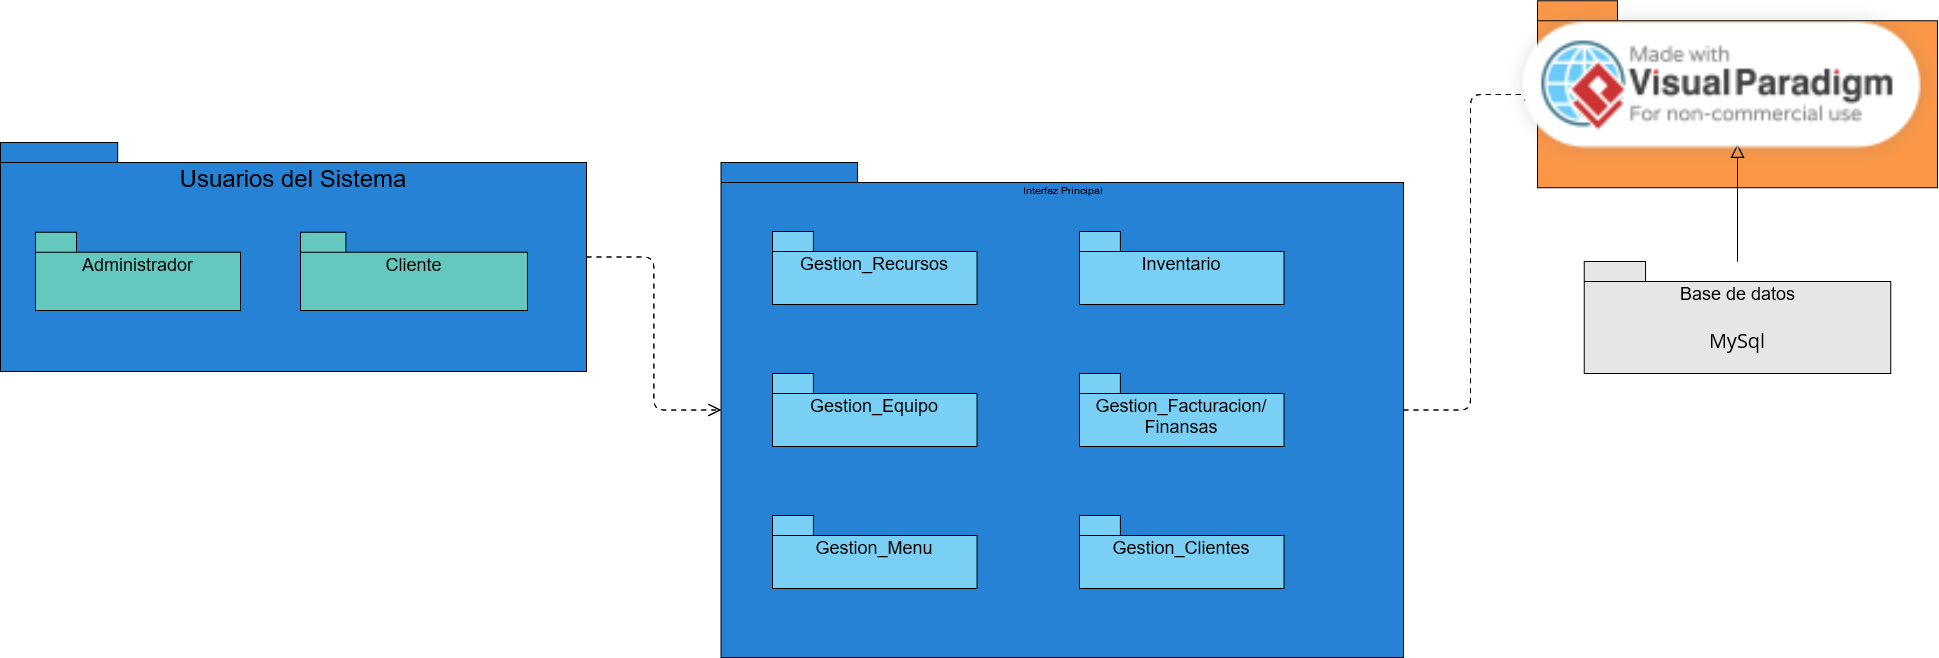 Made with
Visual Paradigm
For non-commercial use
Usuarios del Sistema
Administrador
Cliente
Interfaz Principal
Gestion_Recursos
Inventario
Gestion_Equipo
Gestion_Facturacion/
Finansas
Gestion_Menu
Gestion_Clientes
Base de datos
MySql